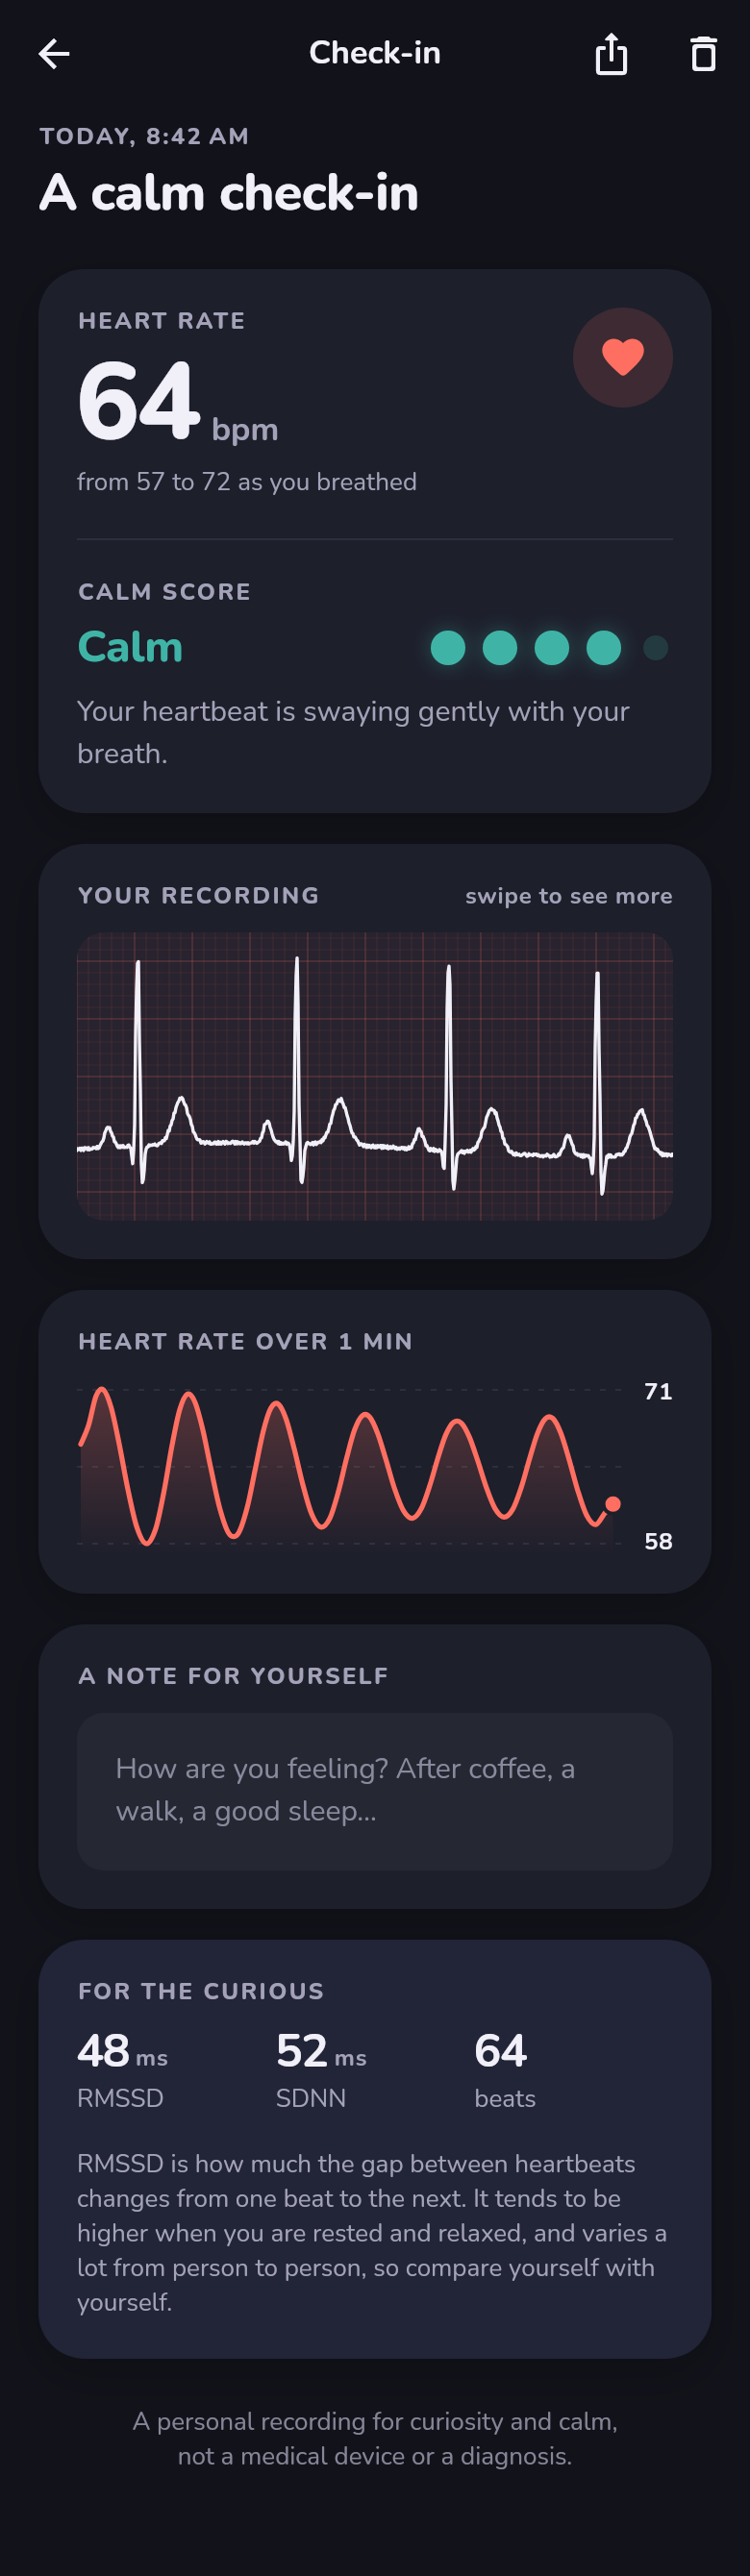 Check-in
TODAY, 8:42 AM
A calm check-in
HEART RATE
64 bpm
from 57 to 72 as you breathed
CALM SCORE
Calm
Your heartbeat is swaying gently with your
breath.
YOUR RECORDING
swipe to see more
HEART RATE OVER 1 MIN
71
58
A NOTE FOR YOURSELF
How are you feeling? After coffee, a
walk, a good sleep...
FOR THE CURIOUS
48 ms
52 ms
64
RMSSD
SDNN
beats
RMSSD is how much the gap between heartbeats
changes from one beat to the next. It tends to be
higher when you are rested and relaxed, and varies a
lot from person to person, so compare yourself with
yourself.
A personal recording for curiosity and calm,
not a medical device or a diagnosis.